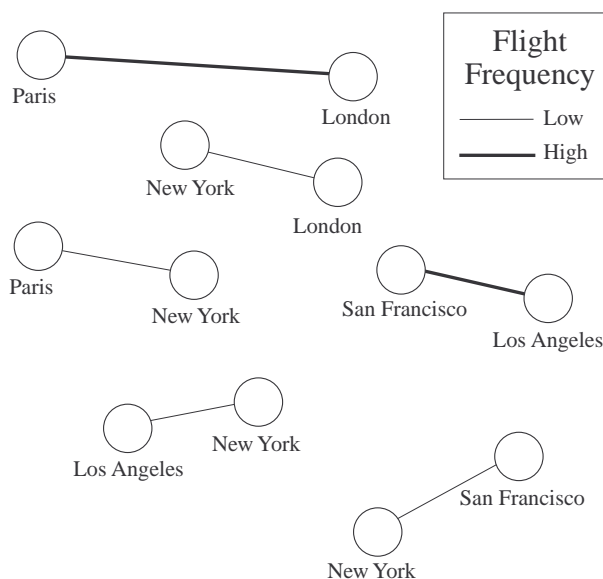 Flight
Frequency
Low
High
Paris
London
New York
London
Paris
New York
San Francisco
Los Angeles
Los Angeles
New York
San Francisco
New York